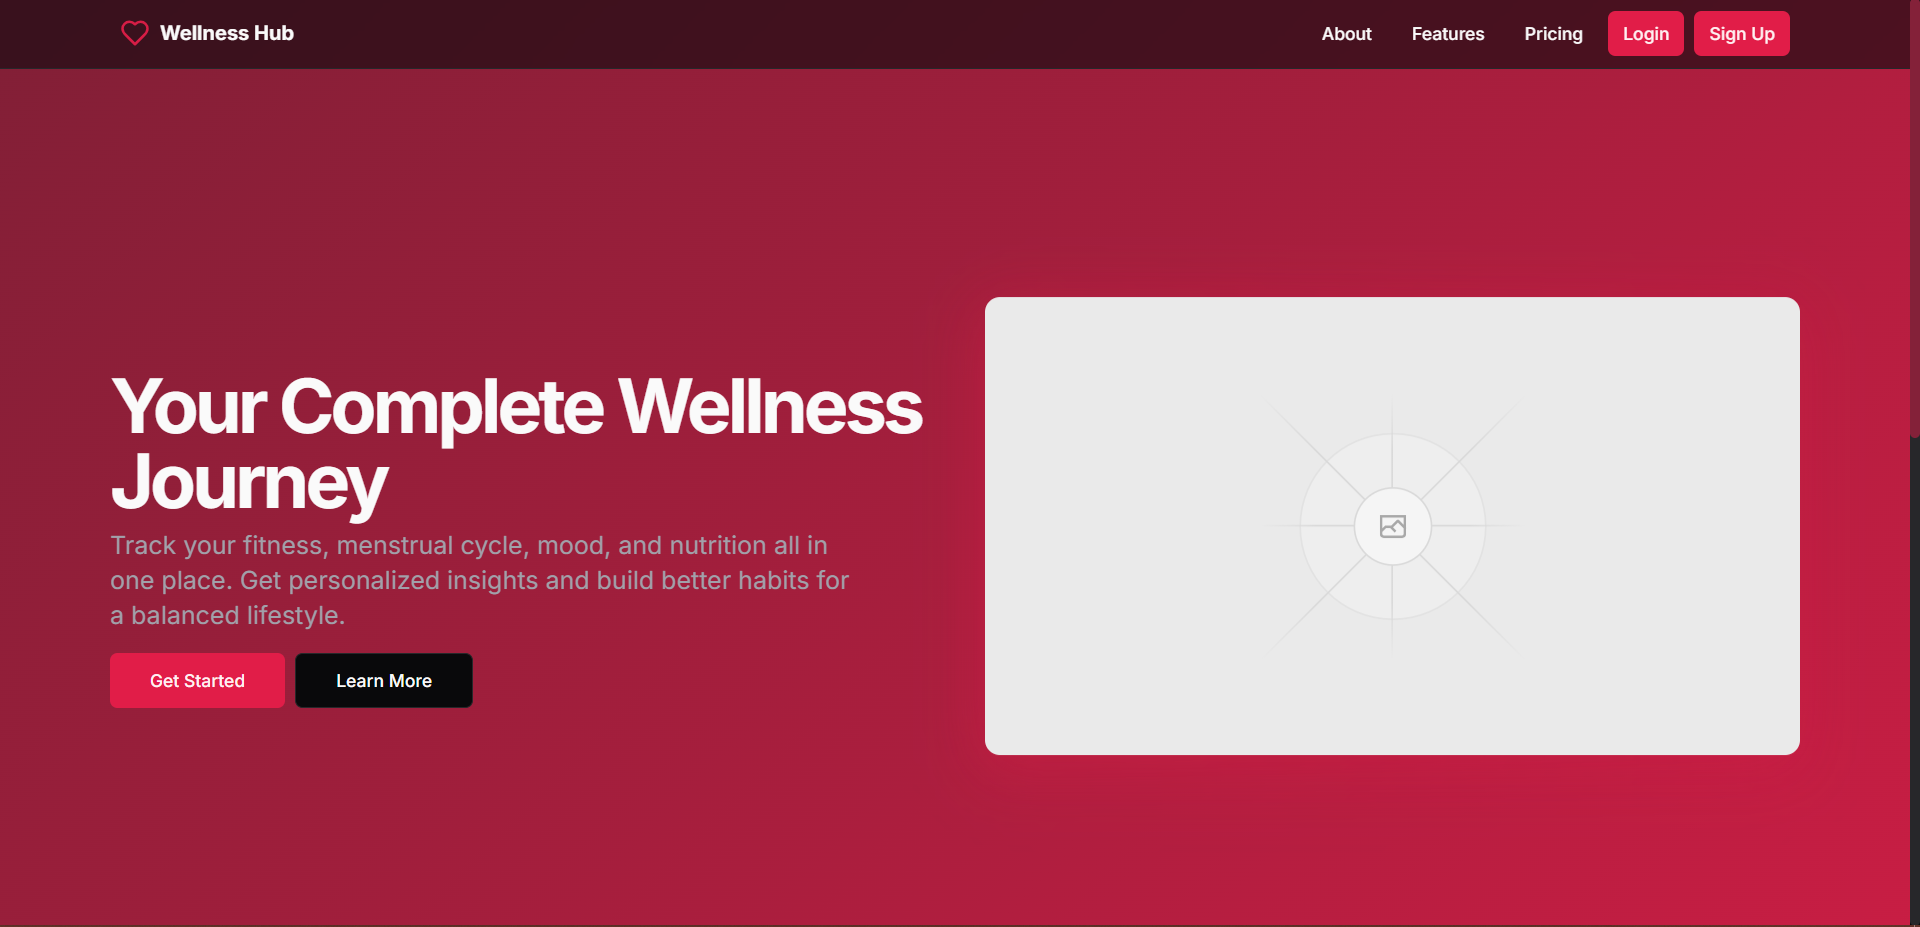 Wellness Hub
About
Features
Pricing
Login
Sign Up
Your Complete Wellness
Journey
Track your fitness, menstrual cycle, mood, and nutrition all in
one place. Get personalized insights and build better habits for
a balanced lifestyle.
Get Started
Learn More